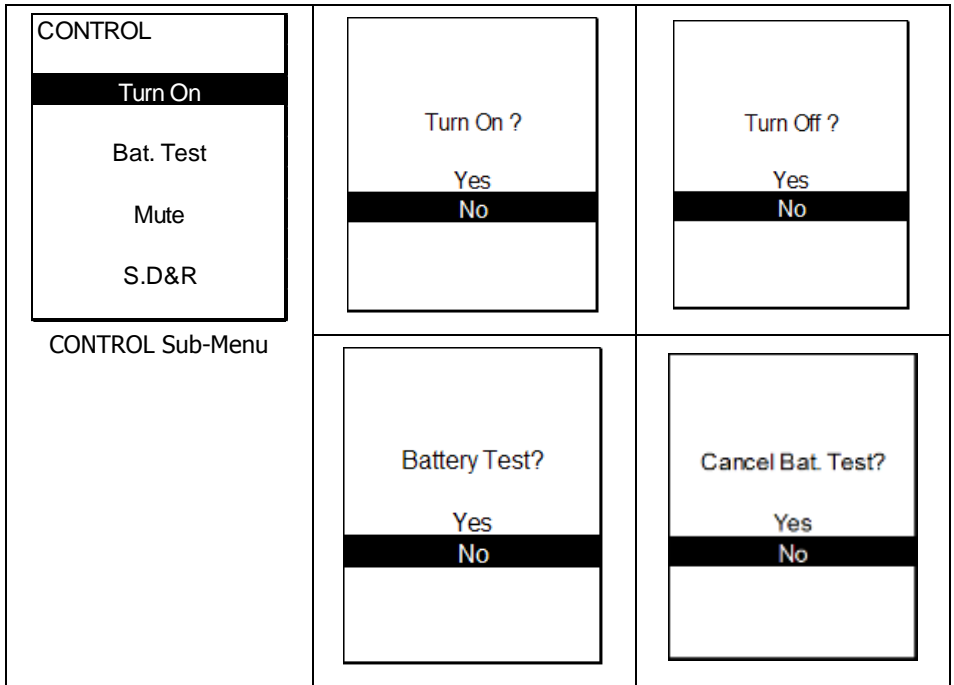 CONTROL
Turn On
Bat. Test
Mute
S.D&R
CONTROL Sub-Menu
Turn On ?
Yes
No
Turn Off ?
Yes
No
Battery Test?
Yes
No
Cancel Bat. Test?
Yes
No